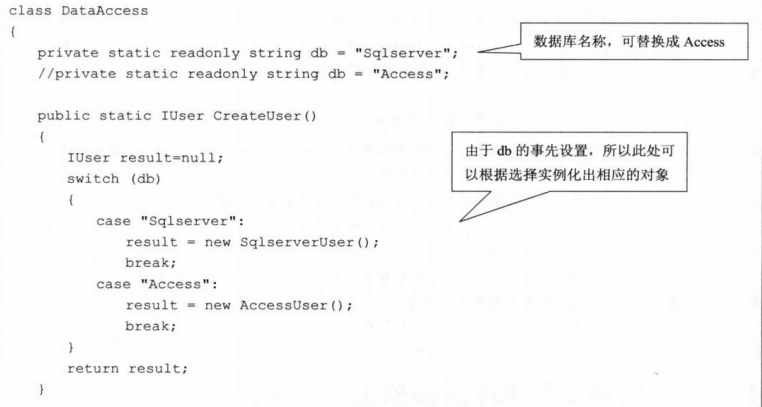 class DataAccess
{
private static readonly string db = "Sqlserver";
数据库名称，可替换成 Access
//private static readonly string db = "Access";
public static IUser CreateUser()
{
IUser result=null;
由于 db 的事先设置，所以此处可
以根据选择实例化出相应的对象
switch (db)
{
case "Sqlserver":
result = new SqlserverUser();
break;
case "Access":
result = new AccessUser();
break;
}
return result;
}